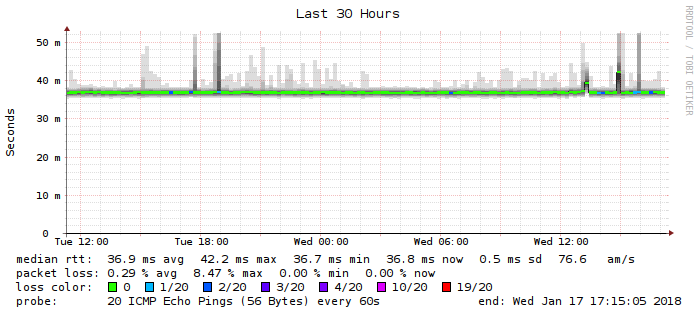 Last 30 Hours
RRDTOOL / TOBI OETIKER
Seconds
50 m
40 m
30 m
20 m
10 m
0
Tue 12:00 Tue 18:00 Wed 00:00 Wed 06:00 Wed 12:00
median rtt: 36.9 ms avg 42.2 ms max 36.7 ms min 36.8 ms now 0.5 ms sd 76.6 am/s
packet loss: 0.29 % avg 8.47 % max 0.00 % min 0.00 % now
loss color: 0 1/20 2/20 3/20 4/20 10/20 19/20
probe: 20 ICMP Echo Pings (56 Bytes) every 60s end: Wed Jan 17 17:15:05 2018